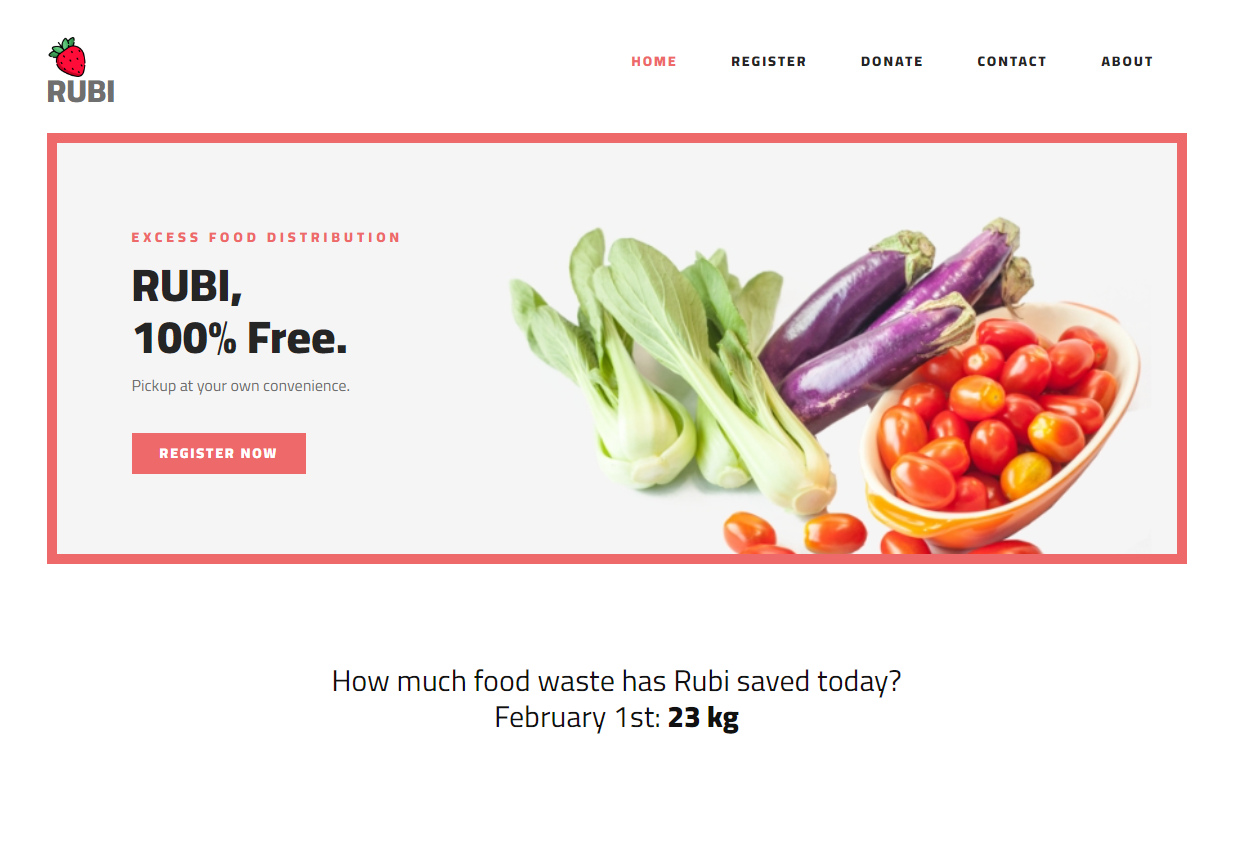 RUBI
HOME REGISTER DONATE CONTACT ABOUT
EXCESS FOOD DISTRIBUTION
RUBI,
100% Free.
Pickup at your own convenience.
REGISTER NOW
How much food waste has Rubi saved today?
February 1st: 23 kg